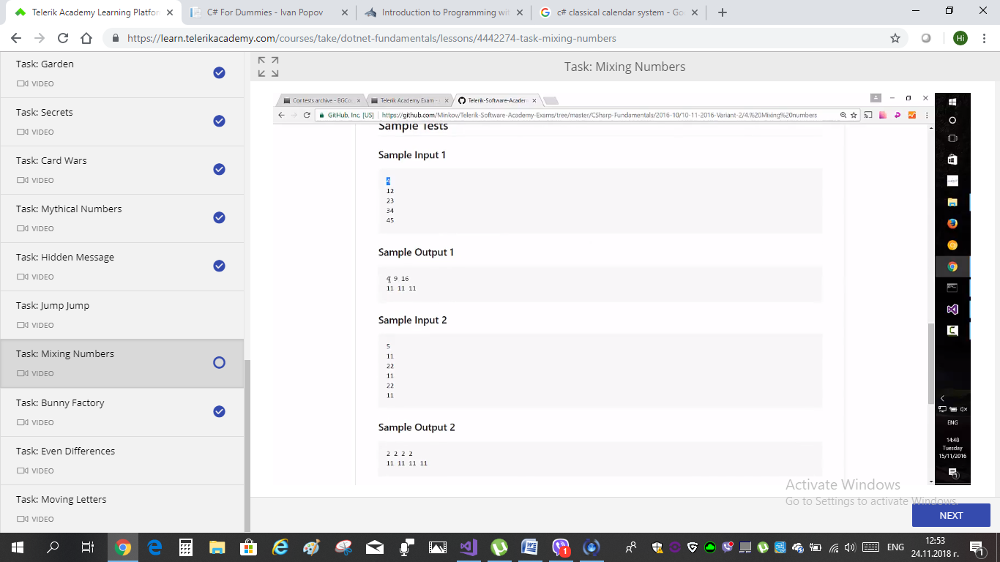 Telerik Academy Learning Platfor
C# For Dummies - Ivan Popov
Introduction to Programming wit
c# classical calendar system - Go
https://learn.telerikacademy.com/courses/take/dotnet-fundamentals/lessons/4442274-task-mixing-numbers
Hi
Task: Garden
VIDEO
Task: Secrets
VIDEO
Task: Card Wars
VIDEO
Task: Mythical Numbers
VIDEO
Task: Hidden Message
VIDEO
Task: Jump Jump
VIDEO
Task: Mixing Numbers
VIDEO
Task: Bunny Factory
VIDEO
Task: Even Differences
VIDEO
Task: Moving Letters
VIDEO
Task: Mixing Numbers
Contests archive - BGCo
Telerik Academy Exam -
Telerik-Software-Academ
GitHub, Inc. [US]
https://github.com/Minkov/Telerik-Software-Academy-Exams/tree/master/CSharp-Fundamentals/2016-10/10-11-2016-Variant-2/4.%20Mixing%20numbers
Sample Tests
Sample Input 1
4
12
23
34
45
Sample Output 1
4 9 16
11 11 11
Sample Input 2
5
11
22
11
22
11
Sample Output 2
2 2 2 2
11 11 11 11
ENG
14:48
Tuesday
15/11/2016
Activate Windows
Go to Settings to activate Windows.
NEXT
1
ENG
12:53
24.11.2018 г.
1